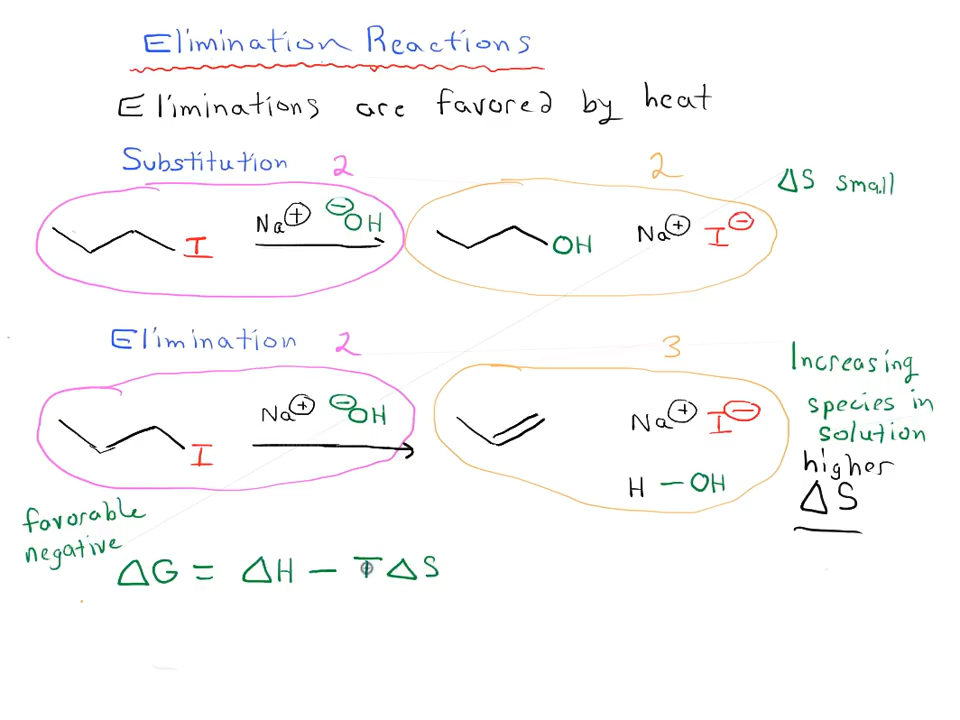 Elimination Reactions
Eliminations are favored by heat
Substitution 2 2
ΔS small
I Na⊕ ⊖OH OH Na⊕ I⊖
Elimination 2 3
Increasing
species in
solution
higher
ΔS
I Na⊕ ⊖OH Na⊕ I⊖
H – OH
favorable
negative
ΔG = ΔH – TΔS